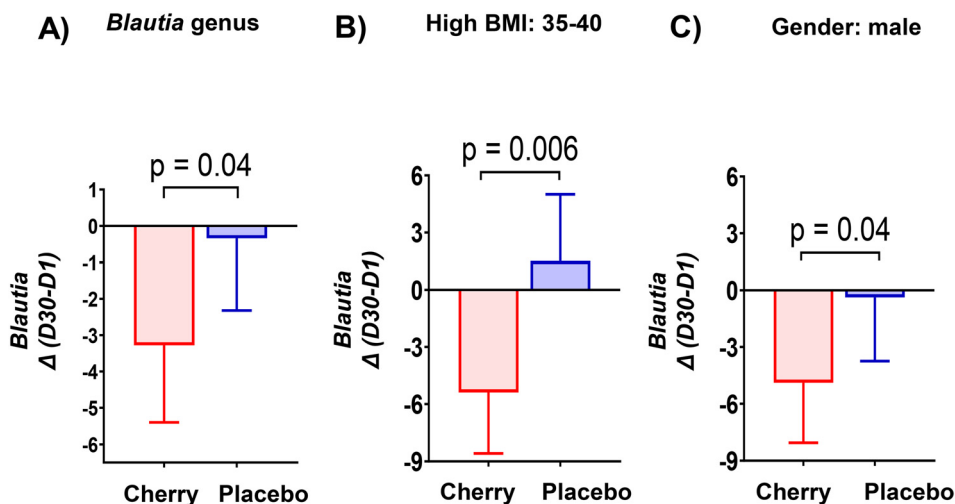 A)
Blautia genus
p = 0.04
1
0
-1
-2
-3
-4
-5
-6
Blautia
Δ (D30-D1)
Cherry Placebo
B)
High BMI: 35-40
p = 0.006
6
3
0
-3
-6
-9
Blautia
Δ (D30-D1)
Cherry Placebo
C)
Gender: male
p = 0.04
6
3
0
-3
-6
-9
Blautia
Δ (D30-D1)
Cherry Placebo